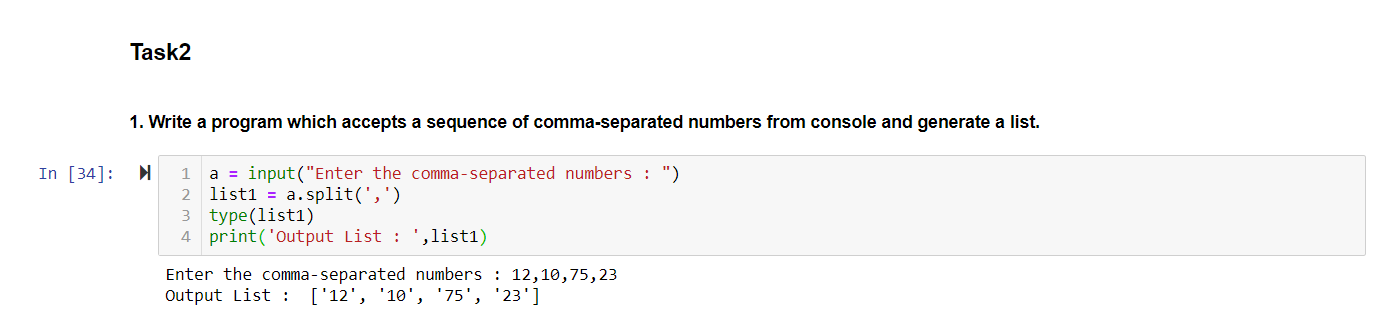 Task2
1. Write a program which accepts a sequence of comma-separated numbers from console and generate a list.
In [34]:
1 a = input("Enter the comma-separated numbers : ")
2 list1 = a.split(',')
3 type(list1)
4 print('Output List : ',list1)
Enter the comma-separated numbers : 12,10,75,23
Output List :  ['12', '10', '75', '23']